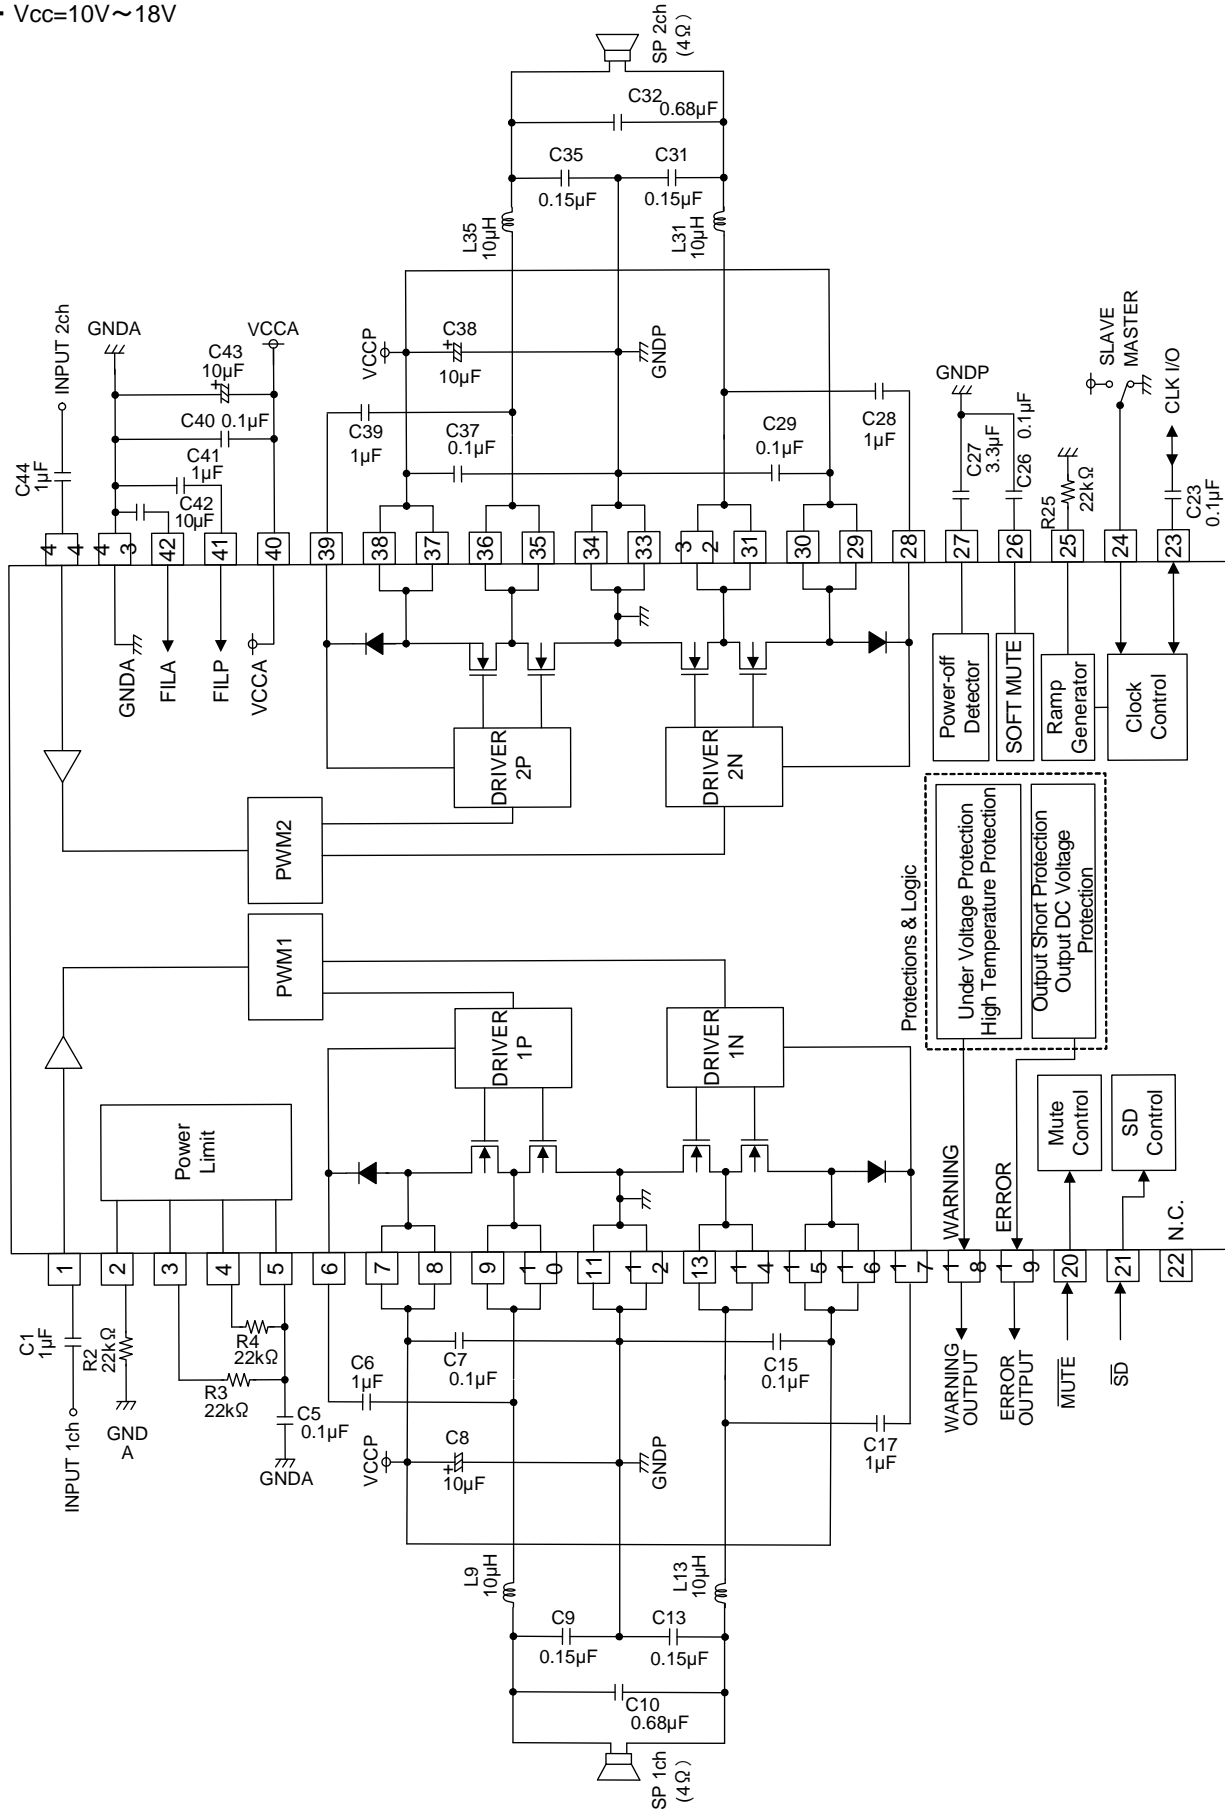 Vcc=10V～18V
SP 2ch
(4Ω)
C32
0.68µF
C35
0.15µF
C31
0.15µF
L35
10µH
L31
10µH
INPUT 2ch
GNDA
VCCA
C43
10µF
C40 0.1µF
C41
1µF
C42
10µF
C44
1µF
VCCP
C38
+
10µF
GNDP
C39
1µF
C37
0.1µF
C29
0.1µF
C28
1µF
GNDP
C27
3.3µF
C26 0.1µF
R25
22kΩ
SLAVE
MASTER
CLK I/O
C23
0.1µF
44
43
42
41
40
39
38
37
36
35
34
33
32
31
30
29
28
27
26
25
24
23
GNDA
FILA
FILP
VCCA
DRIVER
2P
DRIVER
2N
Power-off
Detector
SOFT MUTE
Ramp
Generator
Clock
Control
PWM2
PWM1
Protections & Logic
Under Voltage Protection
High Temperature Protection
Output Short Protection
Output DC Voltage
Protection
DRIVER
1P
DRIVER
1N
Power
Limit
WARNING
ERROR
Mute
Control
SD
Control
N.C.
1
2
3
4
5
6
7
8
9
10
11
12
13
14
15
16
17
18
19
20
21
22
C1
1µF
INPUT 1ch
R2
22kΩ
GND
A
R3
22kΩ
R4
22kΩ
C5
0.1µF
GNDA
C6
1µF
C7
0.1µF
C15
0.1µF
VCCP
C8
+
10µF
GNDP
C17
1µF
WARNING
OUTPUT
ERROR
OUTPUT
MUTE
SD
L9
10µH
L13
10µH
C9
0.15µF
C13
0.15µF
C10
0.68µF
SP 1ch
(4Ω)